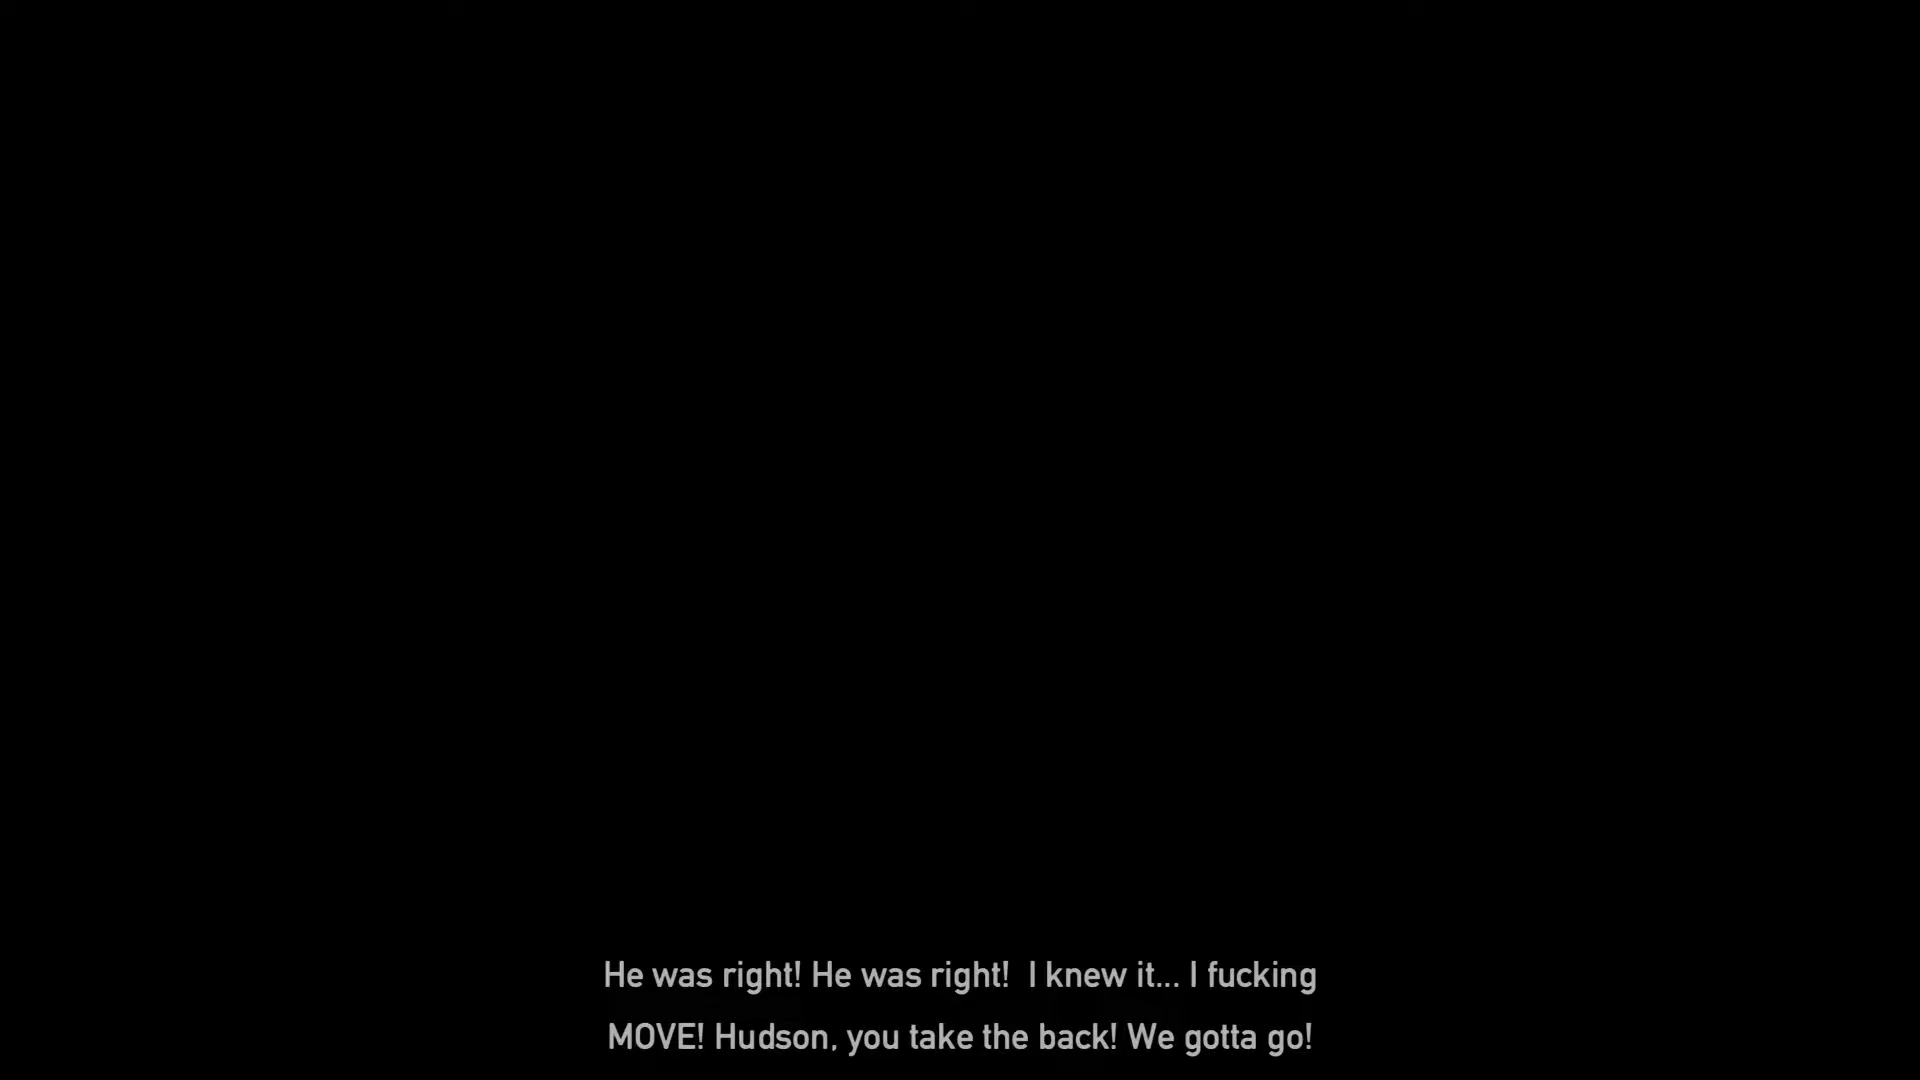 He was right! He was right!  I knew it... I fucking
MOVE! Hudson, you take the back! We gotta go!